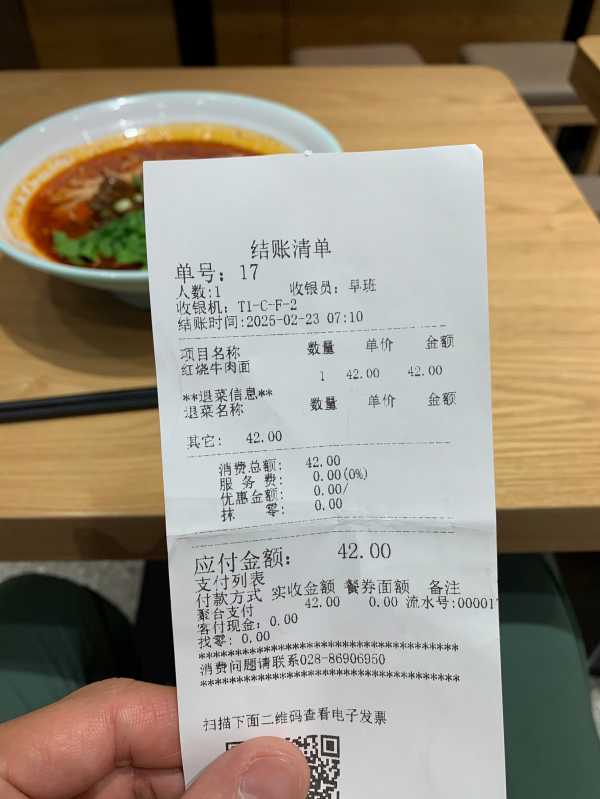 结账清单
单号：17
人数:1 收银员：早班
收银机：T1-C-F-2
结账时间:2025-02-23 07:10
项目名称 数量 单价 金额
红烧牛肉面
1 42.00 42.00
**退菜信息**
退菜名称 数量 单价 金额
其它： 42.00
消费总额： 42.00
服 务 费： 0.00(0%)
优惠金额： 0.00/
抹 零： 0.00
应付金额： 42.00
支付列表
付款方式 实收金额 餐券面额 备注
聚台支付 42.00 0.00 流水号:000017
客付现金：0.00
找零：0.00
****************************************
消费问题请联系028-86906950
****************************************
扫描下面二维码查看电子发票